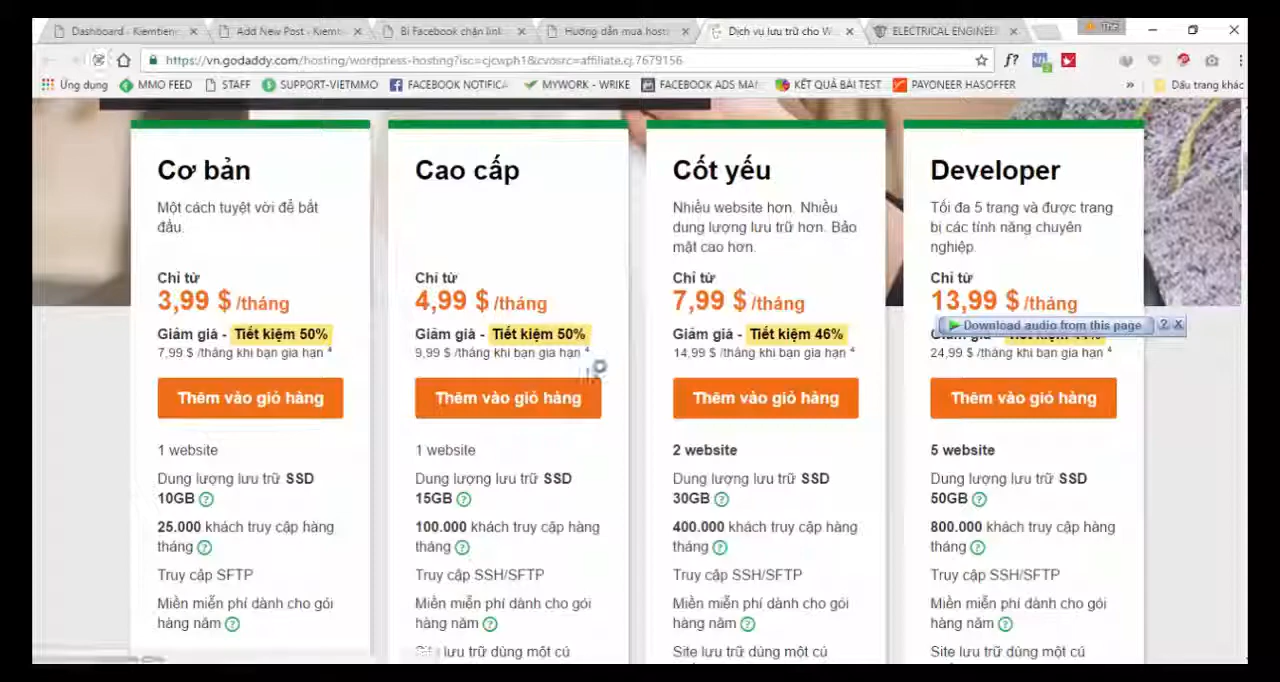 Dashboard - Kiemtien
Add New Post - Kiemt
Bi Facebook chặn link
Hướng dẫn mua hosti
Dịch vụ lưu trữ cho W
ELECTRICAL ENGINEE
https://vn.godaddy.com/hosting/wordpress-hosting?isc=cjcwph1&cvosrc=affiliate.cj.7679156
f?
Ứng dụng
MMO FEED
STAFF
SUPPORT-VIETMMO
FACEBOOK NOTIFICA
MYWORK - WRIKE
FACEBOOK ADS MA
KẾT QUẢ BÀI TEST
PAYONEER HASOFFER
»
Dấu trang khác
Cơ bản
Một cách tuyệt vời để bắt
đầu.
Chỉ từ
3,99 $ /tháng
Giảm giá - Tiết kiệm 50%
7,99 $ /tháng khi bạn gia hạn 4
Thêm vào giỏ hàng
1 website
Dung lượng lưu trữ SSD
10GB ?
25.000 khách truy cập hàng
tháng ?
Truy cập SFTP
Miền miễn phí dành cho gói
hàng năm ?
Cao cấp
Chỉ từ
4,99 $ /tháng
Giảm giá - Tiết kiệm 50%
9,99 $ /tháng khi bạn gia hạn 4
Thêm vào giỏ hàng
1 website
Dung lượng lưu trữ SSD
15GB ?
100.000 khách truy cập hàng
tháng ?
Truy cập SSH/SFTP
Miền miễn phí dành cho gói
hàng năm ?
lưu trữ dùng một cú
Cốt yếu
Nhiều website hơn. Nhiều
dung lượng lưu trữ hơn. Bảo
mật cao hơn.
Chỉ từ
7,99 $ /tháng
Giảm giá - Tiết kiệm 46%
14,99 $ /tháng khi bạn gia hạn 4
Thêm vào giỏ hàng
2 website
Dung lượng lưu trữ SSD
30GB ?
400.000 khách truy cập hàng
tháng ?
Truy cập SSH/SFTP
Miền miễn phí dành cho gói
hàng năm ?
Site lưu trữ dùng một cú
Developer
Tối đa 5 trang và được trang
bị các tính năng chuyên
nghiệp.
Chỉ từ
13,99 $ /tháng
Download audio from this page ? X
24,99 $ /tháng khi bạn gia hạn 4
Thêm vào giỏ hàng
5 website
Dung lượng lưu trữ SSD
50GB ?
800.000 khách truy cập hàng
tháng ?
Truy cập SSH/SFTP
Miền miễn phí dành cho gói
hàng năm ?
Site lưu trữ dùng một cú